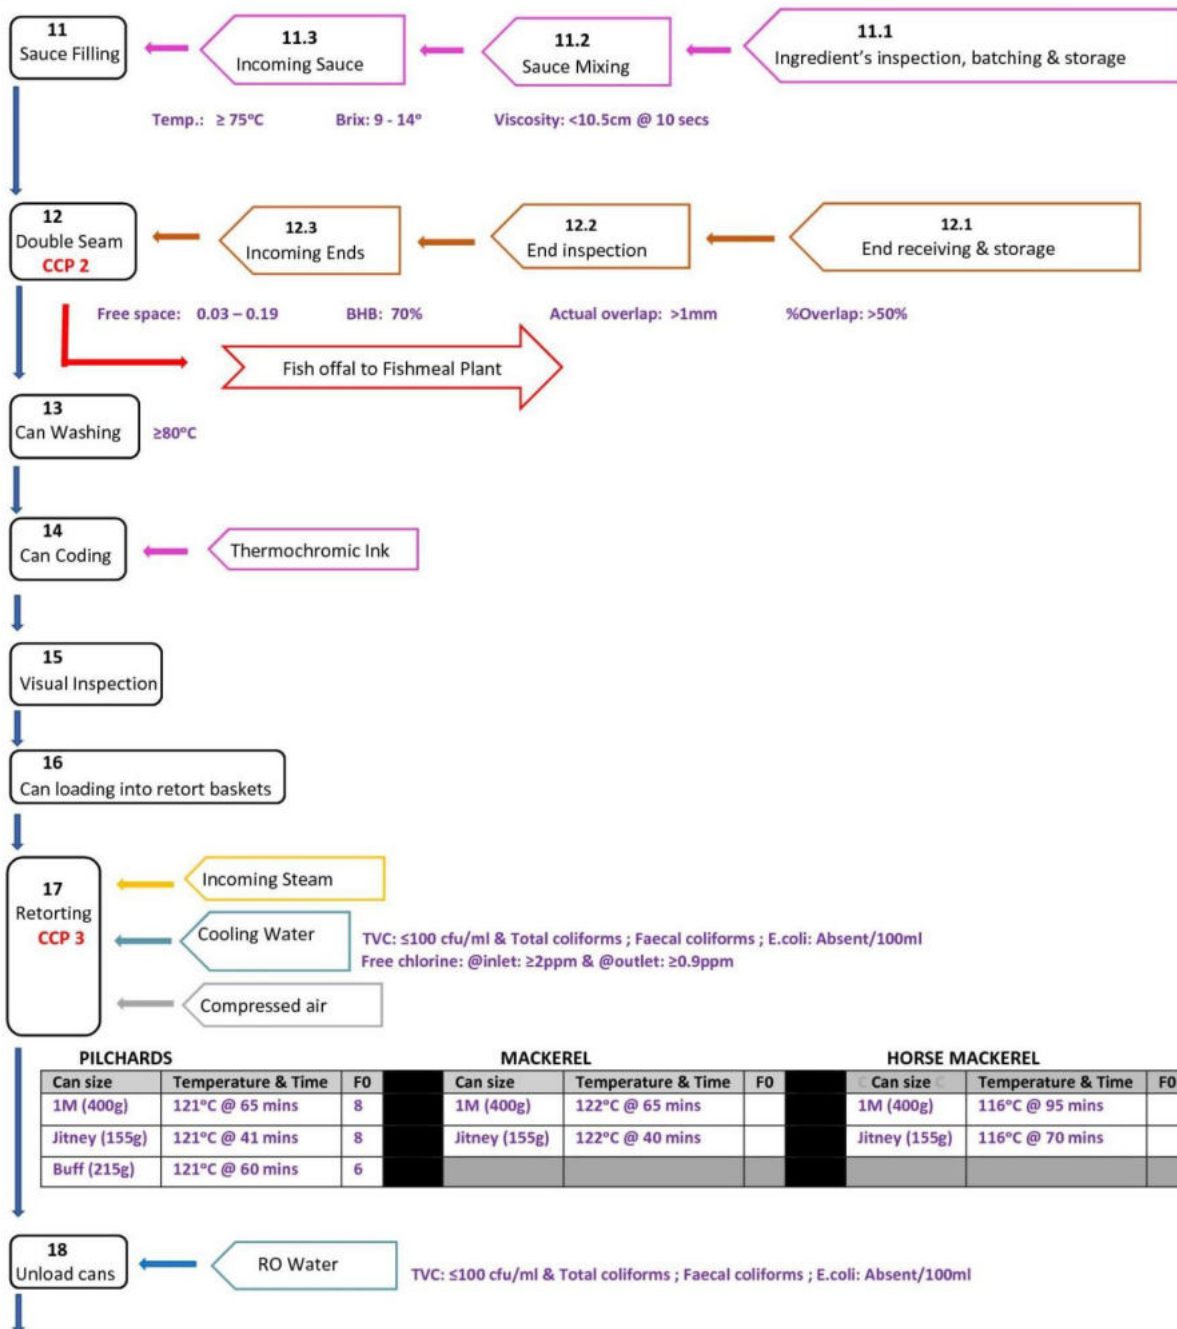 11
Sauce Filling
11.3
Incoming Sauce
11.2
Sauce Mixing
11.1
Ingredient's inspection, batching & storage
Temp.: ≥ 75°C Brix: 9 - 14° Viscosity: <10.5cm @ 10 secs
12
Double Seam
CCP 2
12.3
Incoming Ends
12.2
End inspection
12.1
End receiving & storage
Free space: 0.03 – 0.19 BHB: 70% Actual overlap: >1mm %Overlap: >50%
Fish offal to Fishmeal Plant
13
Can Washing
≥80°C
14
Can Coding
Thermochromic Ink
15
Visual Inspection
16
Can loading into retort baskets
17
Retorting
CCP 3
Incoming Steam
Cooling Water
TVC: ≤100 cfu/ml & Total coliforms ; Faecal coliforms ; E.coli: Absent/100ml
Free chlorine: @inlet: ≥2ppm & @outlet: ≥0.9ppm
Compressed air
PILCHARDS MACKEREL HORSE MACKEREL
Can size Temperature & Time F0 Can size Temperature & Time F0 C Can size C Temperature & Time F0
1M (400g) 121°C @ 65 mins 8 1M (400g) 122°C @ 65 mins 1M (400g) 116°C @ 95 mins
Jitney (155g) 121°C @ 41 mins 8 Jitney (155g) 122°C @ 40 mins Jitney (155g) 116°C @ 70 mins
Buff (215g) 121°C @ 60 mins 6
18
Unload cans
RO Water
TVC: ≤100 cfu/ml & Total coliforms ; Faecal coliforms ; E.coli: Absent/100ml